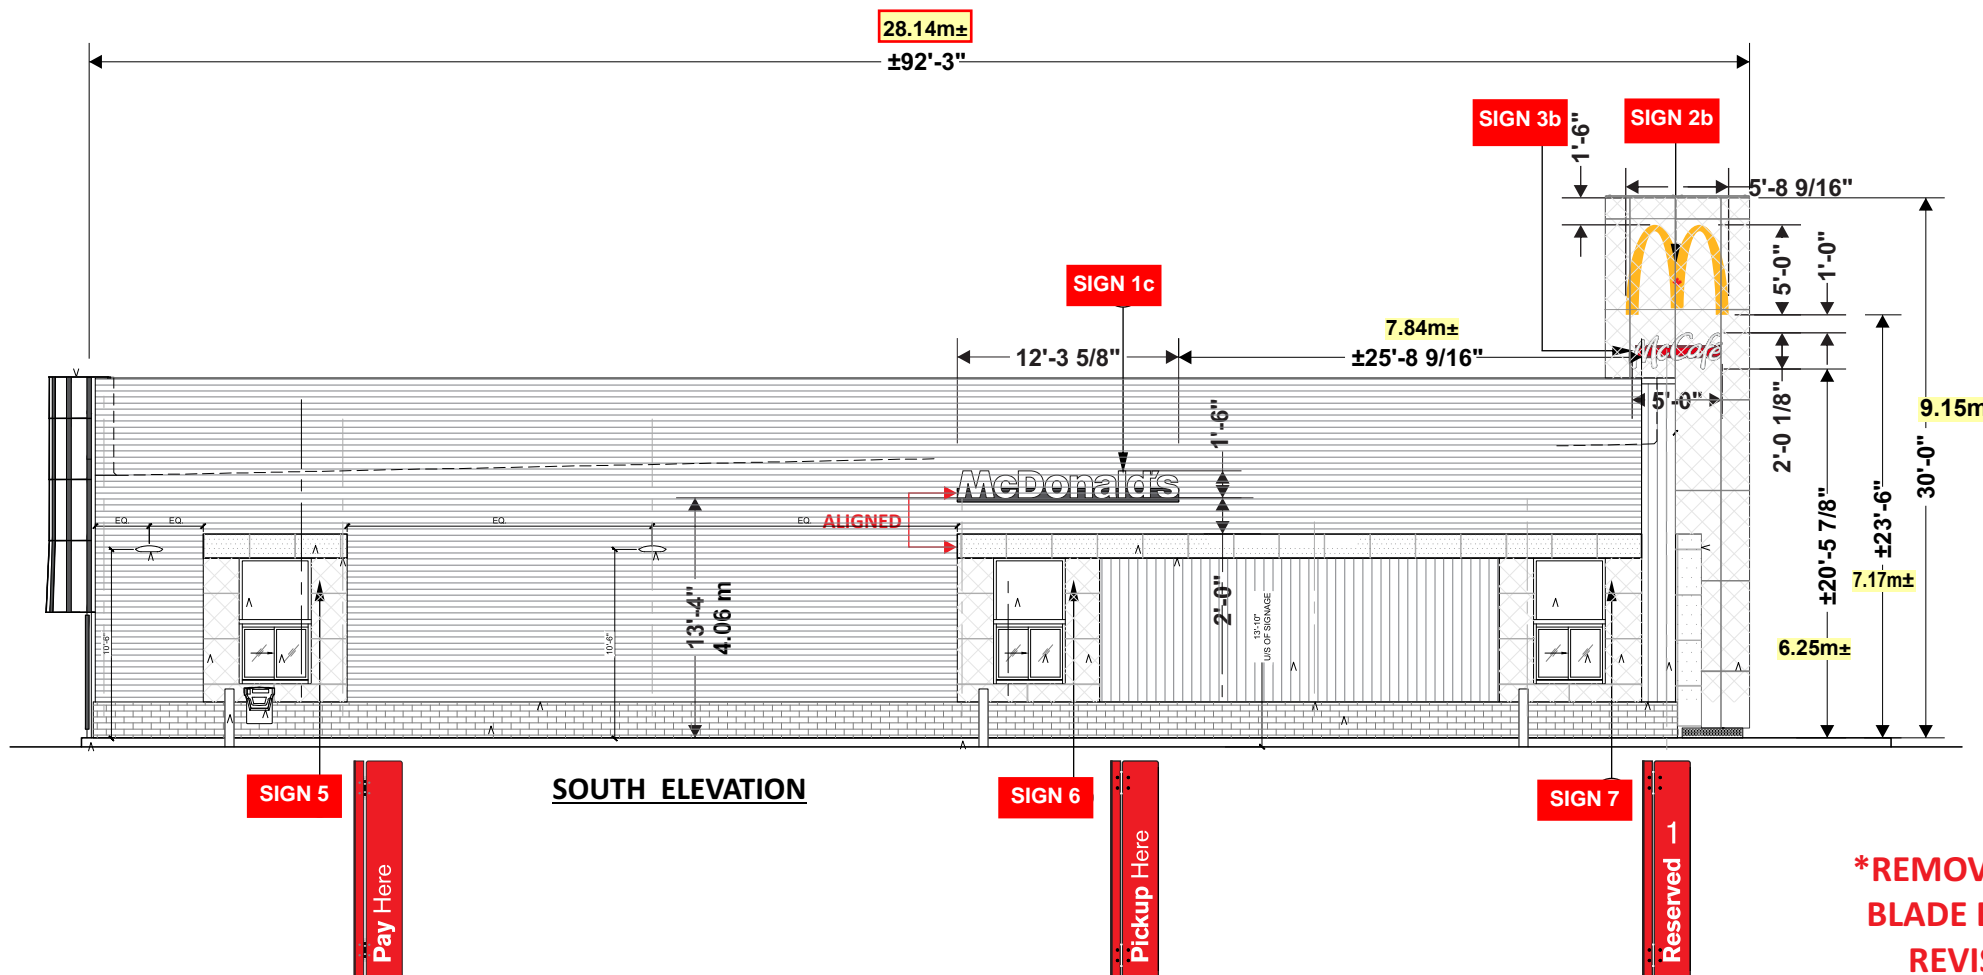 28.14m±
±92'-3"
SIGN 3b
SIGN 2b
1'-6"
5'-8 9/16"
5'-0"
1'-0"
SIGN 1c
7.84m±
12'-3 5/8"
±25'-8 9/16"
McCafé
5'-0"
2'-0 1/8"
9.15m
30'-0"
1'-6"
McDonald's
ALIGNED
EQ.
EQ.
EQ.
EQ.
±20'-5 7/8"
±23'-6"
7.17m±
6.25m±
10'-6"
10'-6"
13'-4"
4.06 m
2'-0"
13'-10"
U/S OF SIGNAGE
SIGN 5
SOUTH ELEVATION
SIGN 6
SIGN 7
Pay Here
Pickup Here
Reserved 1
*REMOV
BLADE
REVIS